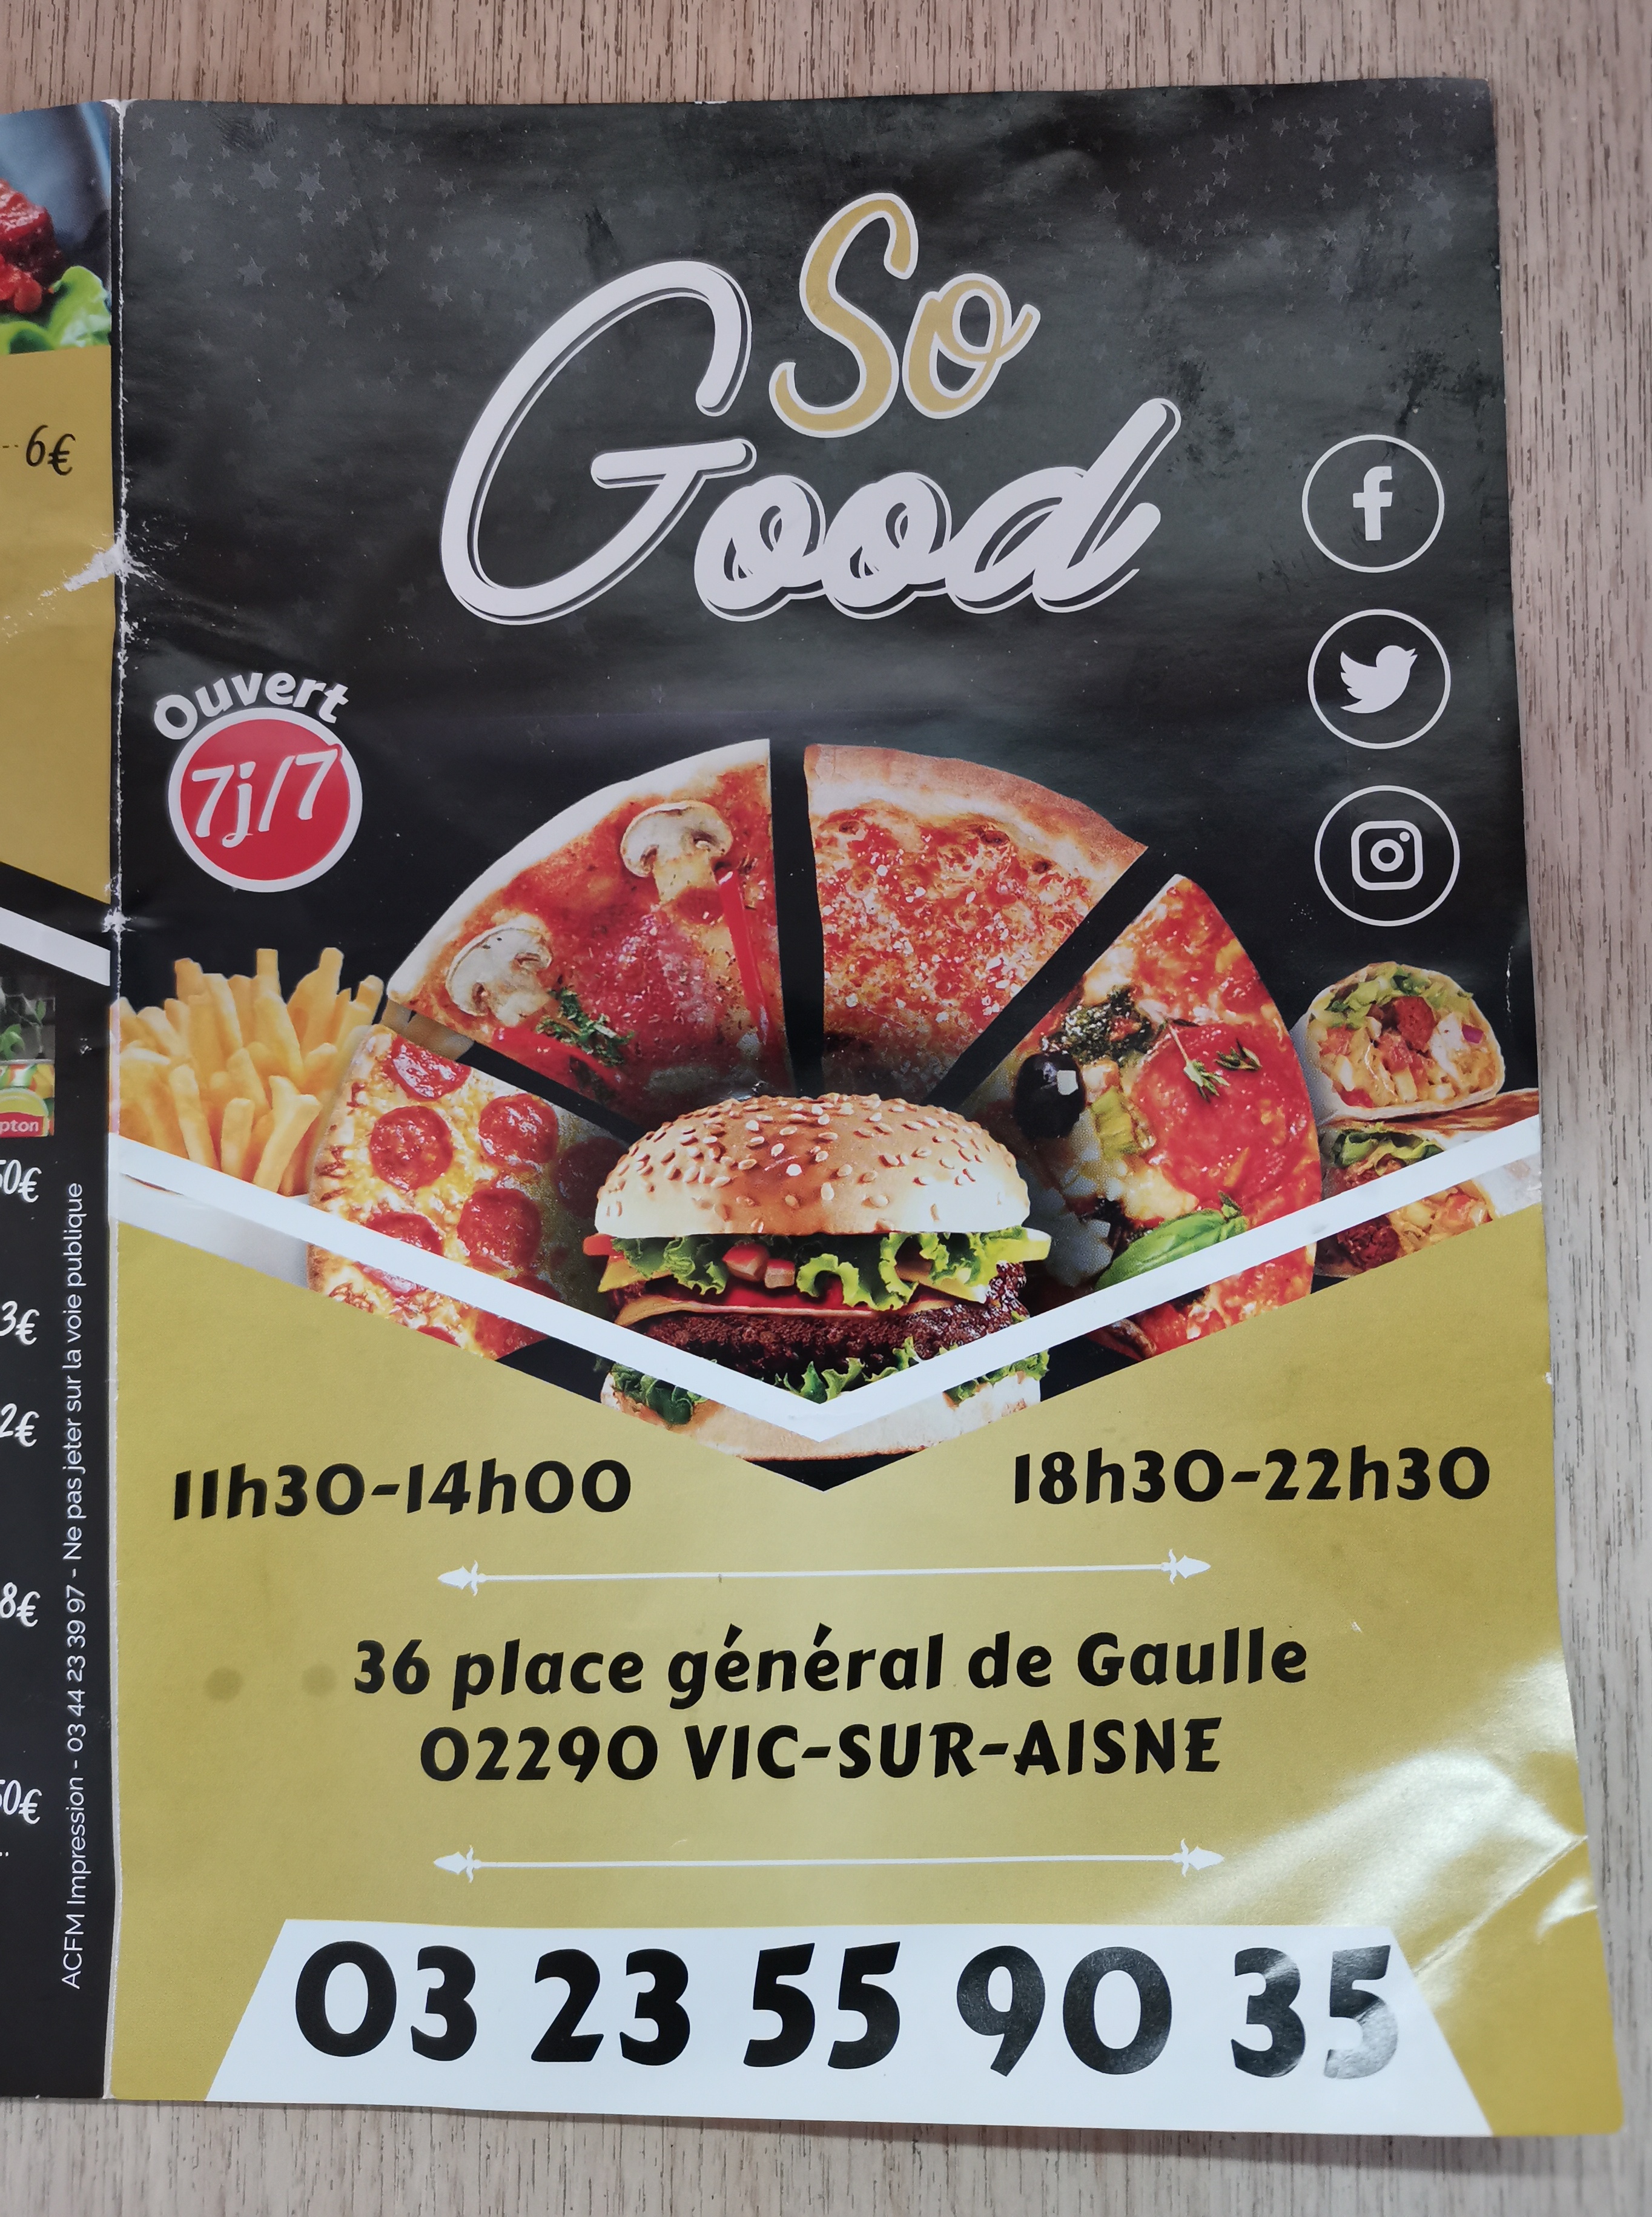 6€
pton
50€
3€
2€
8€
50€
ACFM Impression - 03 44 23 39 97 - Ne pas jeter sur la voie publique
So
Good
Ouvert
7j/7
11h30-14h00
18h30-22h30
36 place général de Gaulle
02290 VIC-SUR-AISNE
03 23 55 90 35